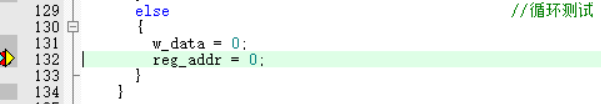 129 else //循环测试
130 {
131 w_data = 0;
132 reg_addr = 0;
133 }
134 }